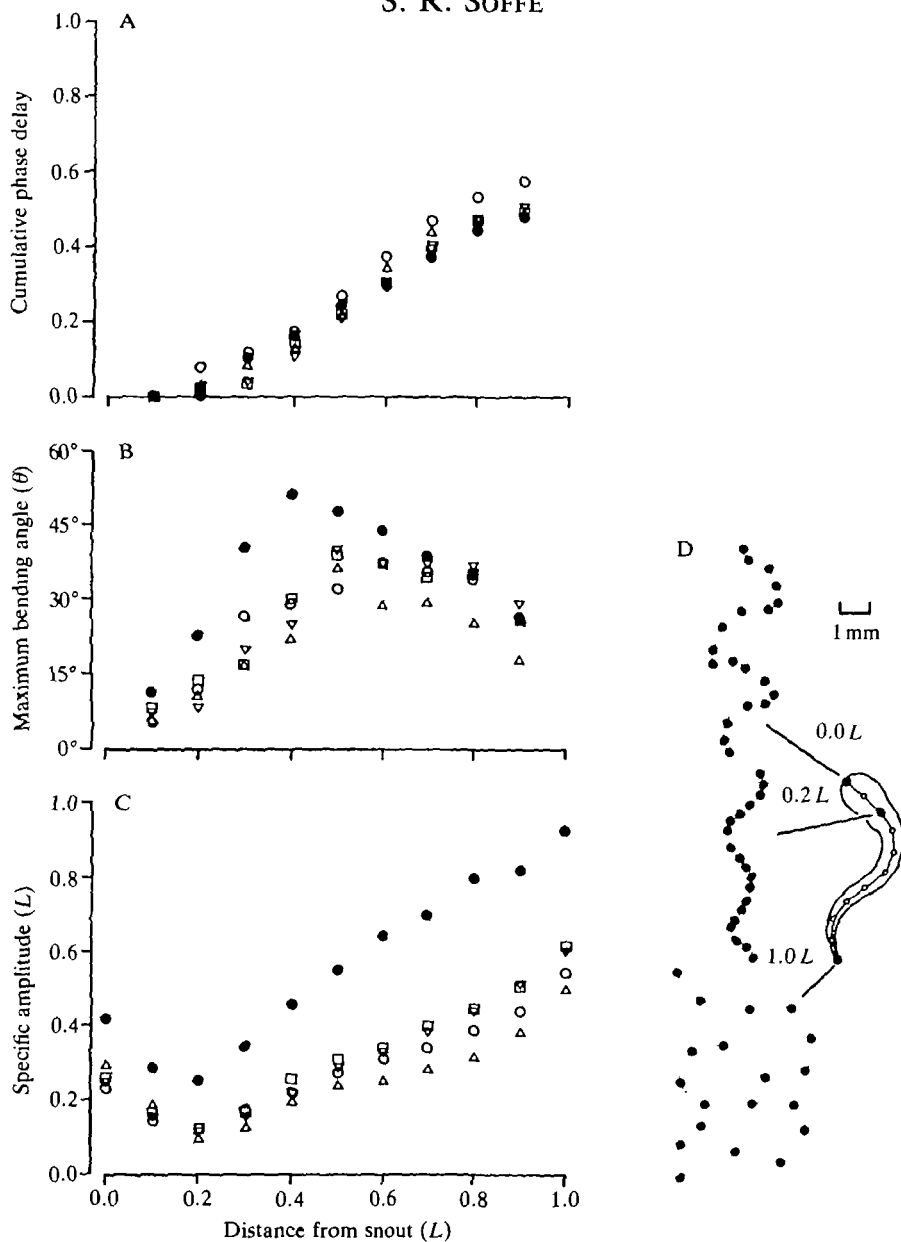 S. R. SOFFE
A
1.0
0.8
0.6
0.4
0.2
0.0
Cumulative phase delay
B
60°
45°
30°
15°
0°
Maximum bending angle (θ)
C
1.0
0.8
0.6
0.4
0.2
0.0
Specific amplitude (L)
0.0 0.2 0.4 0.6 0.8 1.0
Distance from snout (L)
D
1 mm
0.0 L
0.2 L
1.0 L